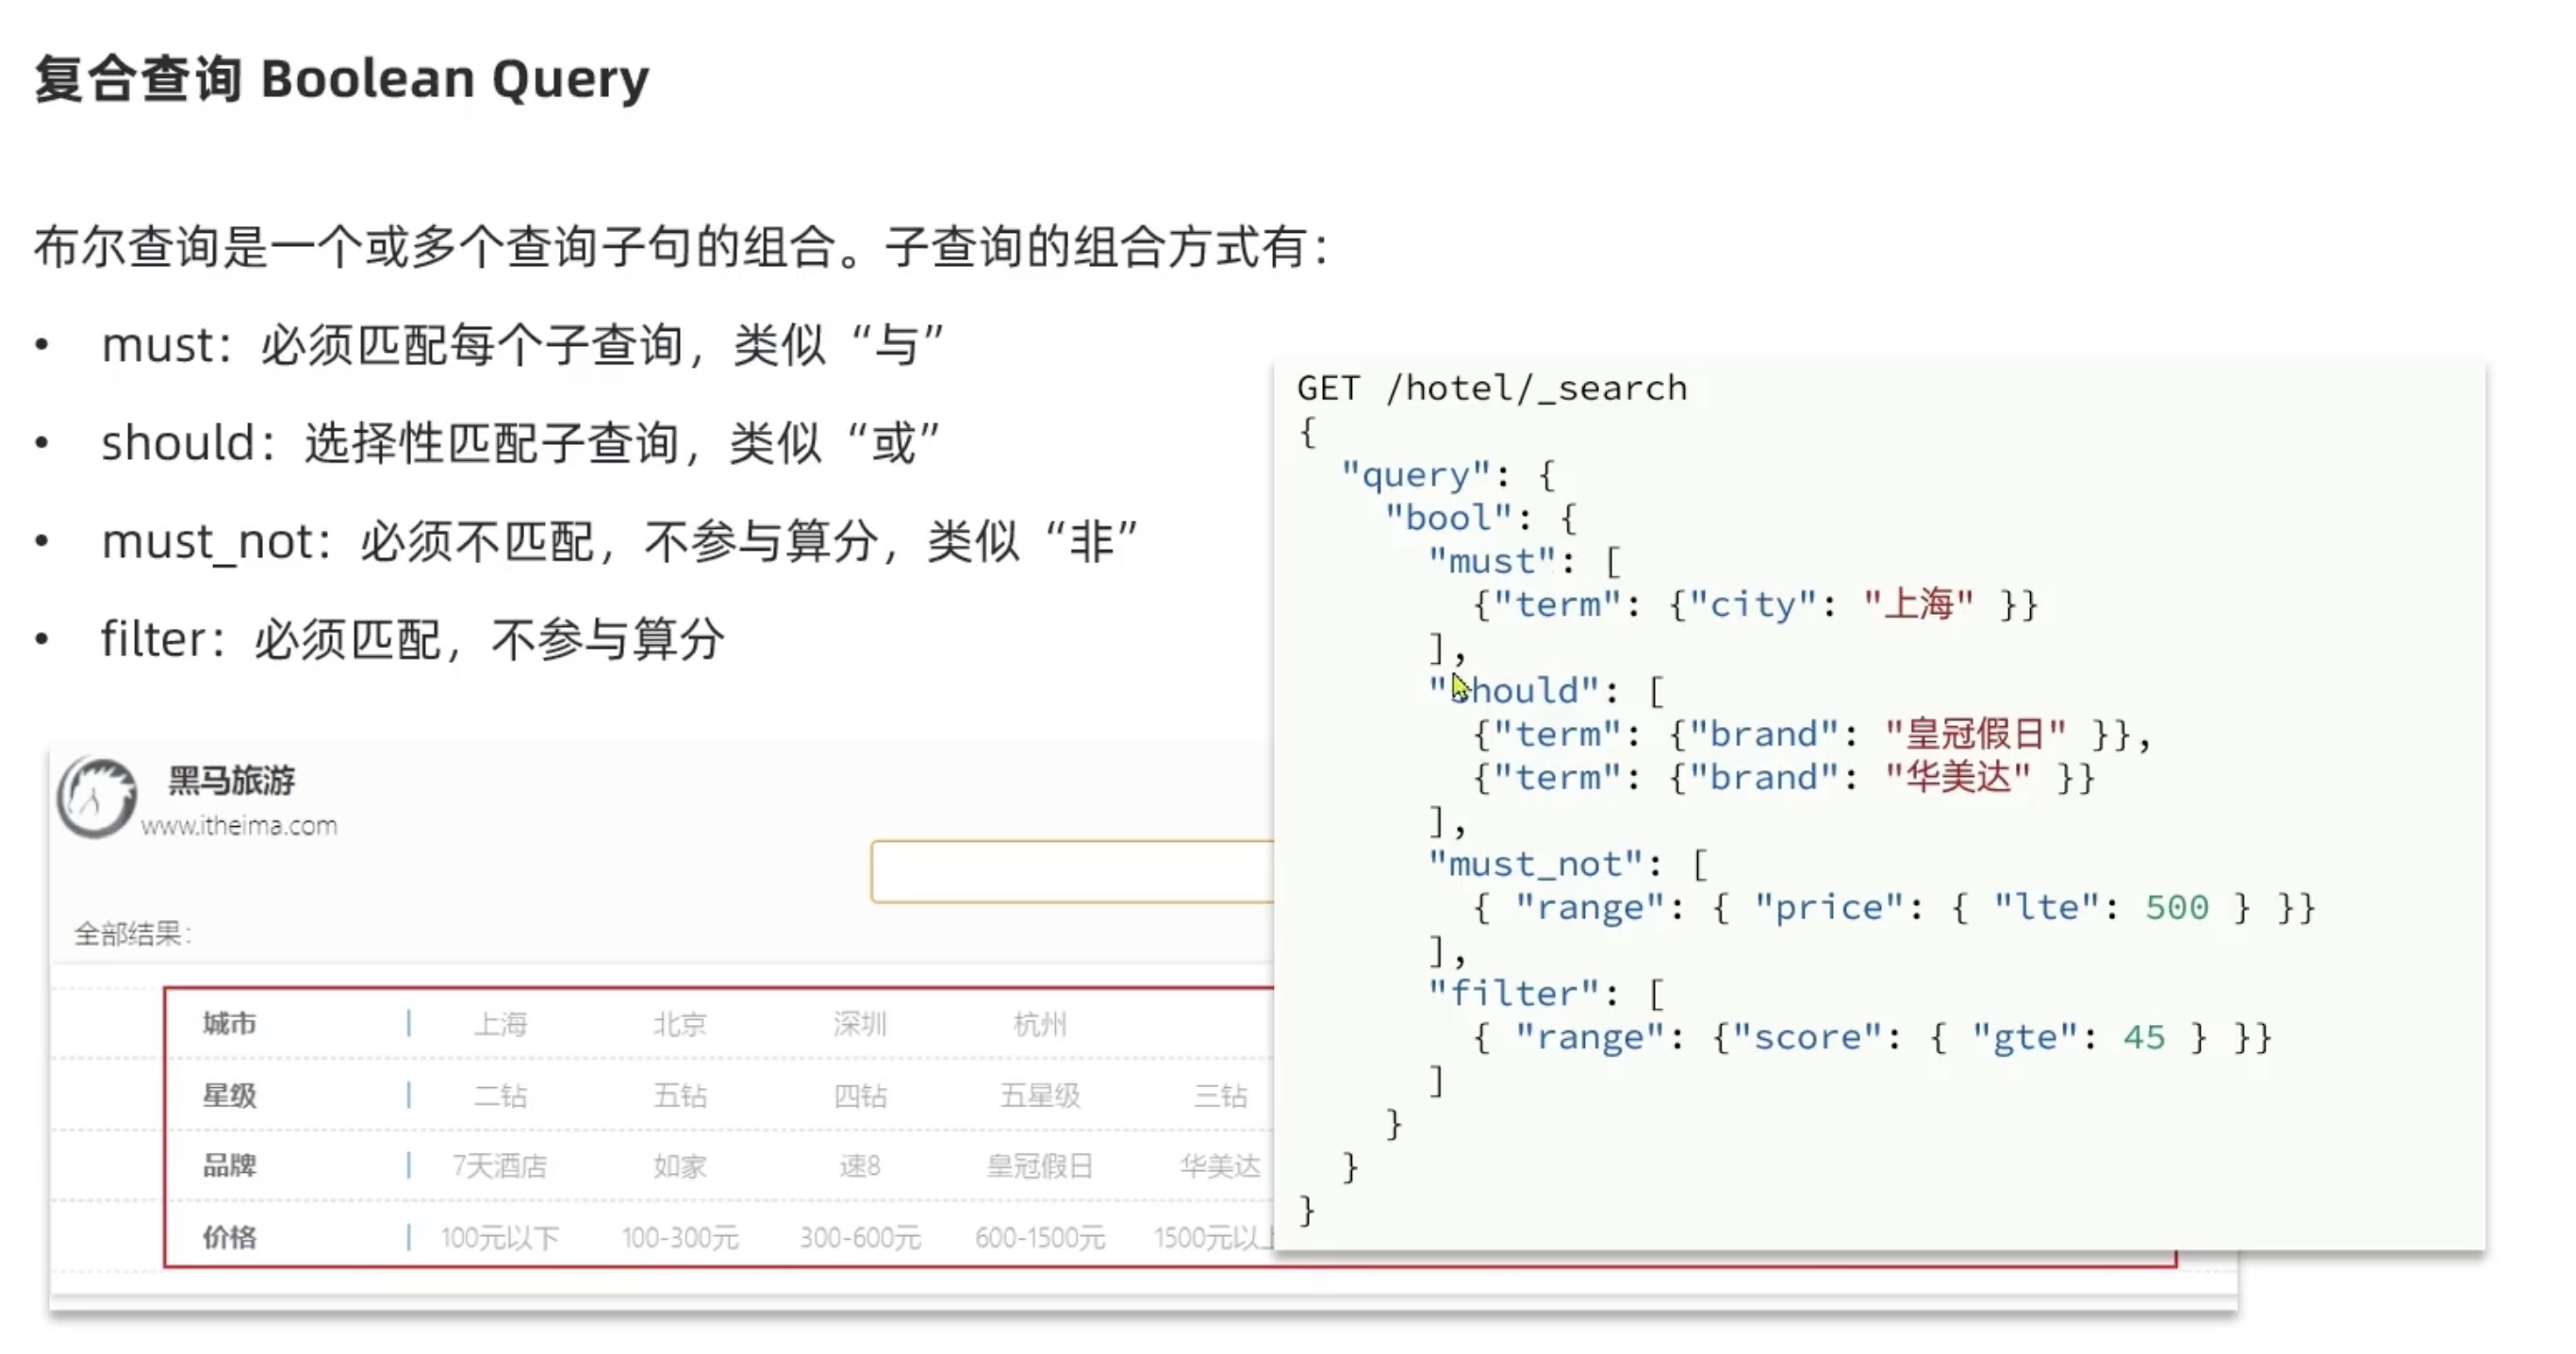 复合查询 Boolean Query
布尔查询是一个或多个查询子句的组合。子查询的组合方式有：
• must：必须匹配每个子查询，类似“与”
• should：选择性匹配子查询，类似“或”
• must_not：必须不匹配，不参与算分，类似“非”
• filter：必须匹配，不参与算分
黑马旅游
www.itheima.com
全部结果：
城市 | 上海 北京 深圳 杭州
星级 | 二钻 五钻 四钻 五星级 三钻
品牌 | 7天酒店 如家 速8 皇冠假日 华美达
价格 | 100元以下 100-300元 300-600元 600-1500元 1500元以上
GET /hotel/_search
{
  "query": {
    "bool": {
      "must": [
        {"term": {"city": "上海" }}
      ],
      "should": [
        {"term": {"brand": "皇冠假日" }},
        {"term": {"brand": "华美达" }}
      ],
      "must_not": [
        { "range": { "price": { "lte": 500 } }}
      ],
      "filter": [
        { "range": {"score": { "gte": 45 } }}
      ]
    }
  }
}